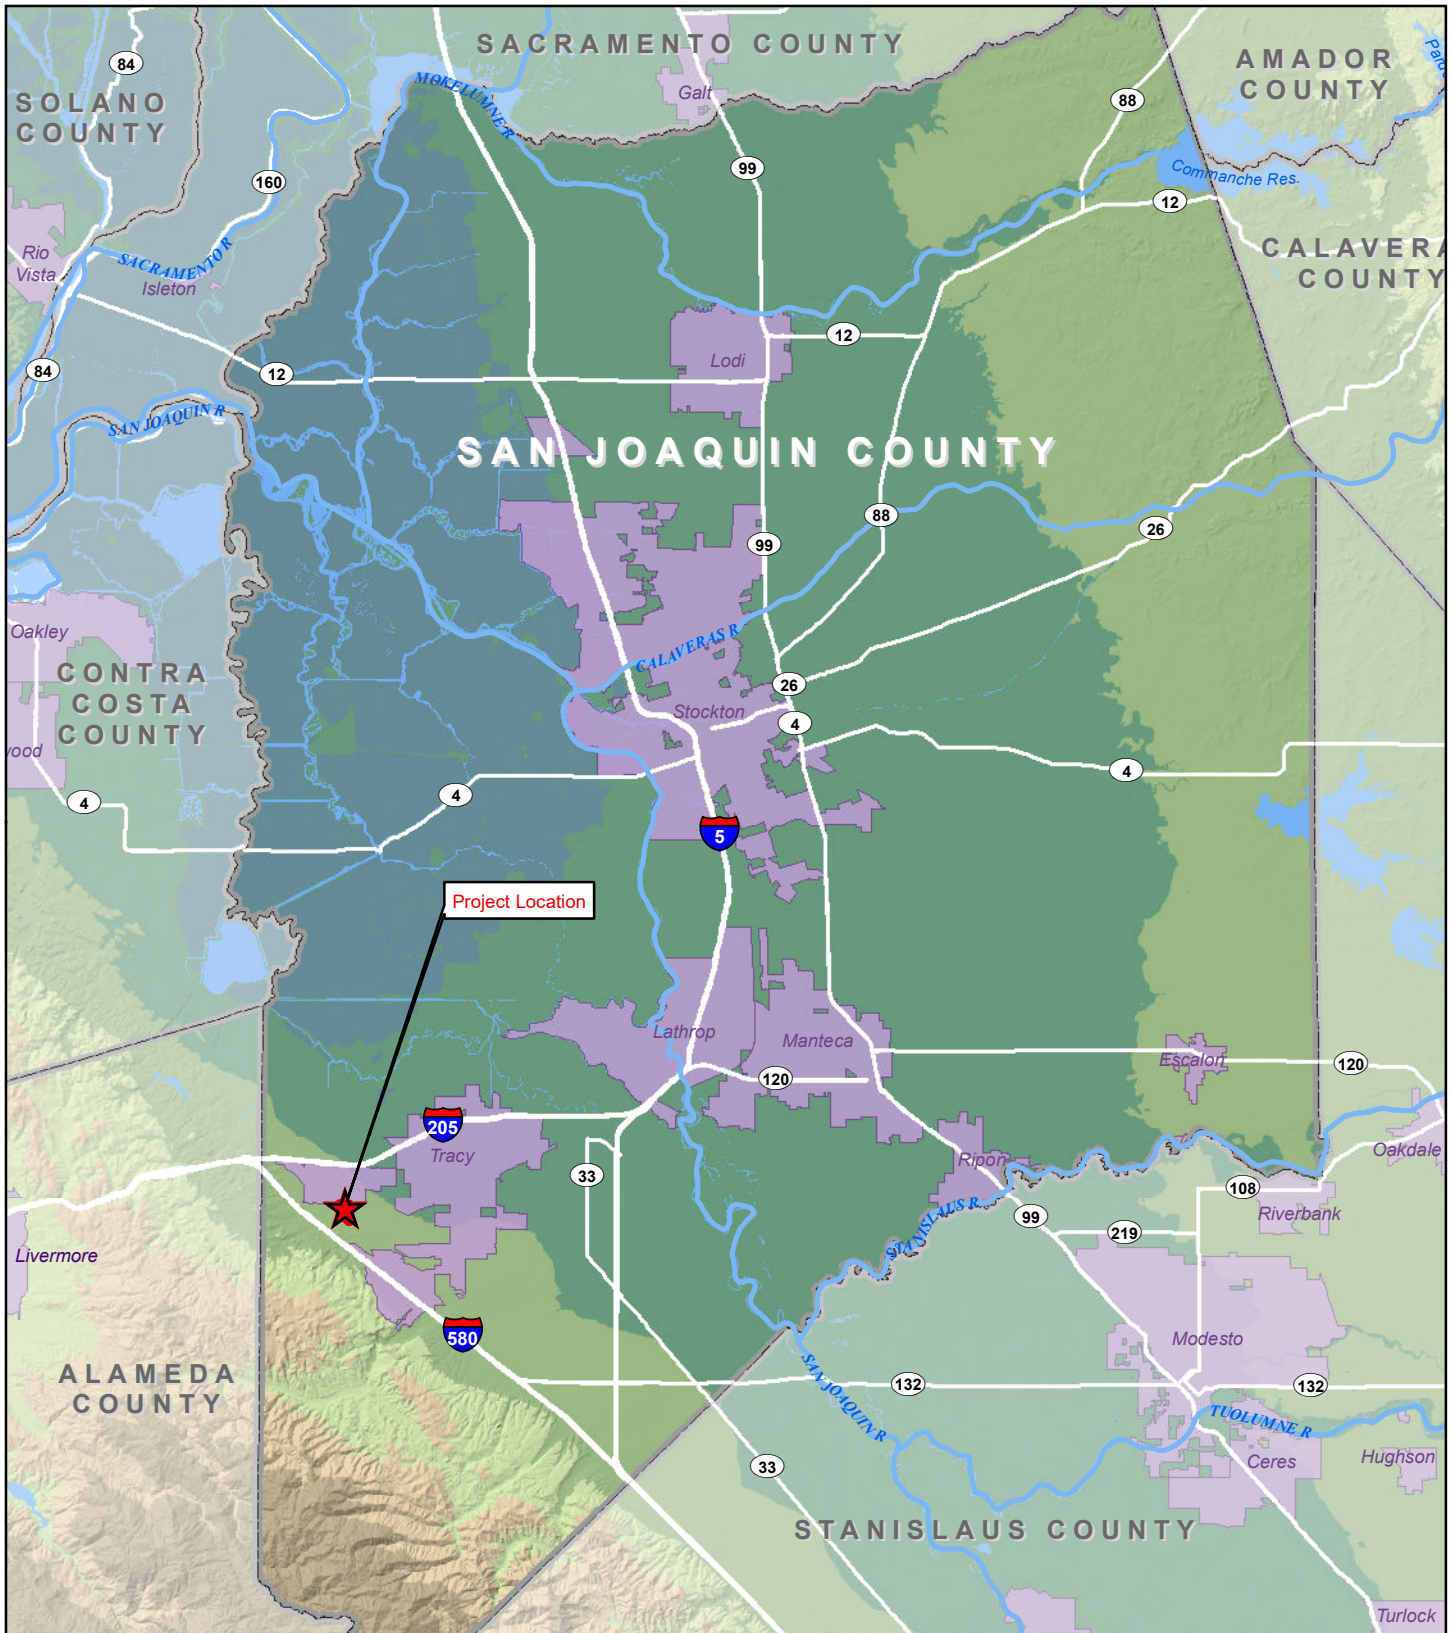 SACRAMENTO COUNTY
84
AMADOR
COUNTY
MOKELUMNE R
SOLANO
COUNTY
Galt
88
99
160
Commanche Res.
12
Rio
Vista
SACRAMENTO R
Isleton
CALAVERA
COUNTY
12
84
12
Lodi
SAN JOAQUIN R
SAN JOAQUIN COUNTY
88
99
26
Oakley
CALAVERAS R
CONTRA
COSTA
COUNTY
26
Stockton
4
ood
4
4
4
5
Project Location
Lathrop
Manteca
Escalon
120
120
205
Tracy
33
Ripon
Oakdale
108
Riverbank
STANISLAUS R
99
219
Livermore
580
Modesto
ALAMEDA
COUNTY
132
132
SAN JOAQUIN R
TUOLUMNE R
33
Ceres
Hughson
STANISLAUS COUNTY
Turlock